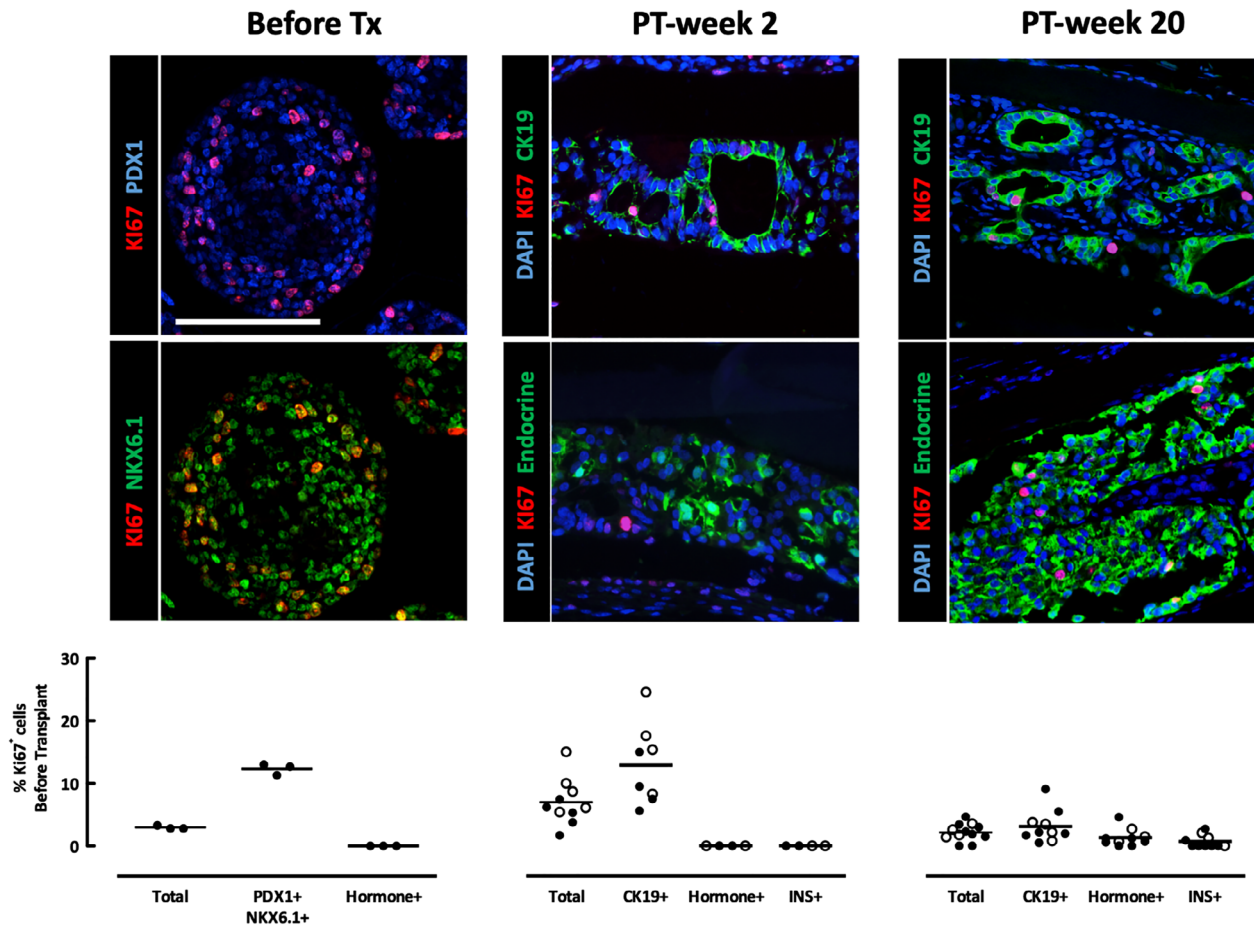 Before Tx
PT-week 2
PT-week 20
KI67 PDX1
DAPI KI67 CK19
DAPI KI67 CK19
KI67 NKX6.1
DAPI KI67 Endocrine
DAPI KI67 Endocrine
% Ki67+ cells
Before Transplant
30
20
10
0
Total
PDX1+
NKX6.1+
Hormone+
Total
CK19+
Hormone+
INS+
Total
CK19+
Hormone+
INS+